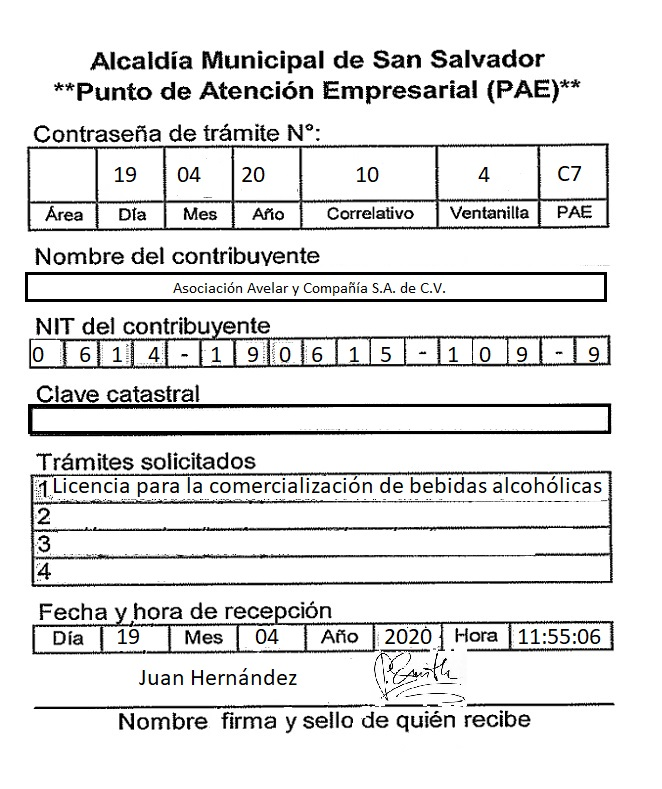 Alcaldía Municipal de San Salvador
**Punto de Atención Empresarial (PAE)**
Contraseña de trámite N°:
19 04 20 10 4 C7
Área Día Mes Año Correlativo Ventanilla PAE
Nombre del contribuyente
Asociación Avelar y Compañía S.A. de C.V.
NIT del contribuyente
0 6 1 4 - 1 9 0 6 1 5 - 1 0 9 - 9
Clave catastral
Trámites solicitados
1 Licencia para la comercialización de bebidas alcohólicas
2
3
4
Fecha y hora de recepción
Día 19 Mes 04 Año 2020 Hora 11:55:06
Juan Hernández
Nombre firma y sello de quién recibe